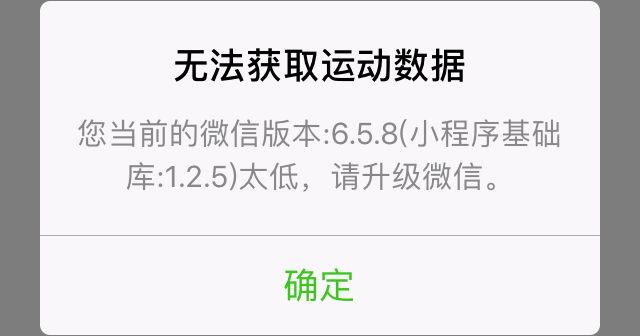 无法获取运动数据
您当前的微信版本:6.5.8(小程序基础
库:1.2.5)太低，请升级微信。
确定